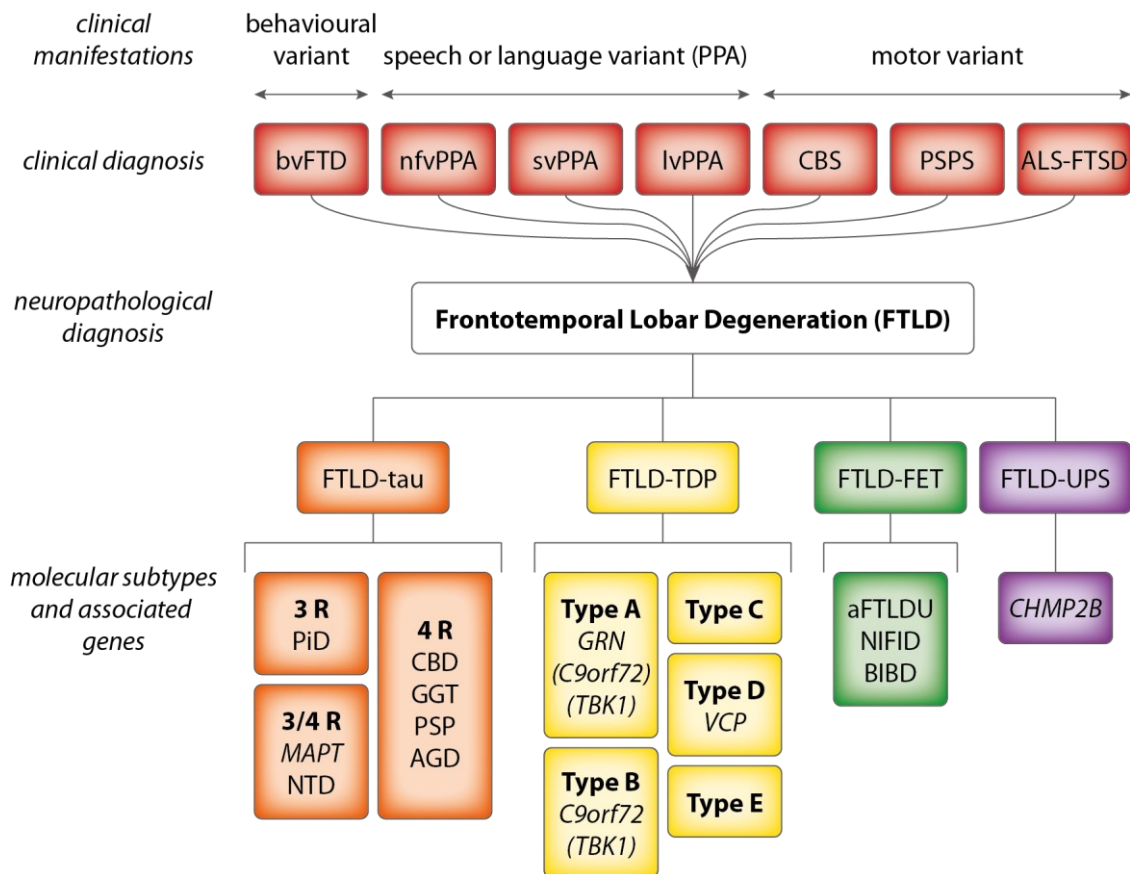 clinical
manifestations
behavioural
variant
speech or language variant (PPA)
motor variant
clinical diagnosis
bvFTD
nfvPPA
svPPA
lvPPA
CBS
PSPS
ALS-FTSD
neuropathological
diagnosis
Frontotemporal Lobar Degeneration (FTLD)
FTLD-tau
FTLD-TDP
FTLD-FET
FTLD-UPS
molecular subtypes
and associated
genes
3 R
PiD
3/4 R
MAPT
NTD
4 R
CBD
GGT
PSP
AGD
Type A
GRN
(C9orf72)
(TBK1)
Type B
C9orf72
(TBK1)
Type C
Type D
VCP
Type E
aFTLDU
NIFID
BIBD
CHMP2B